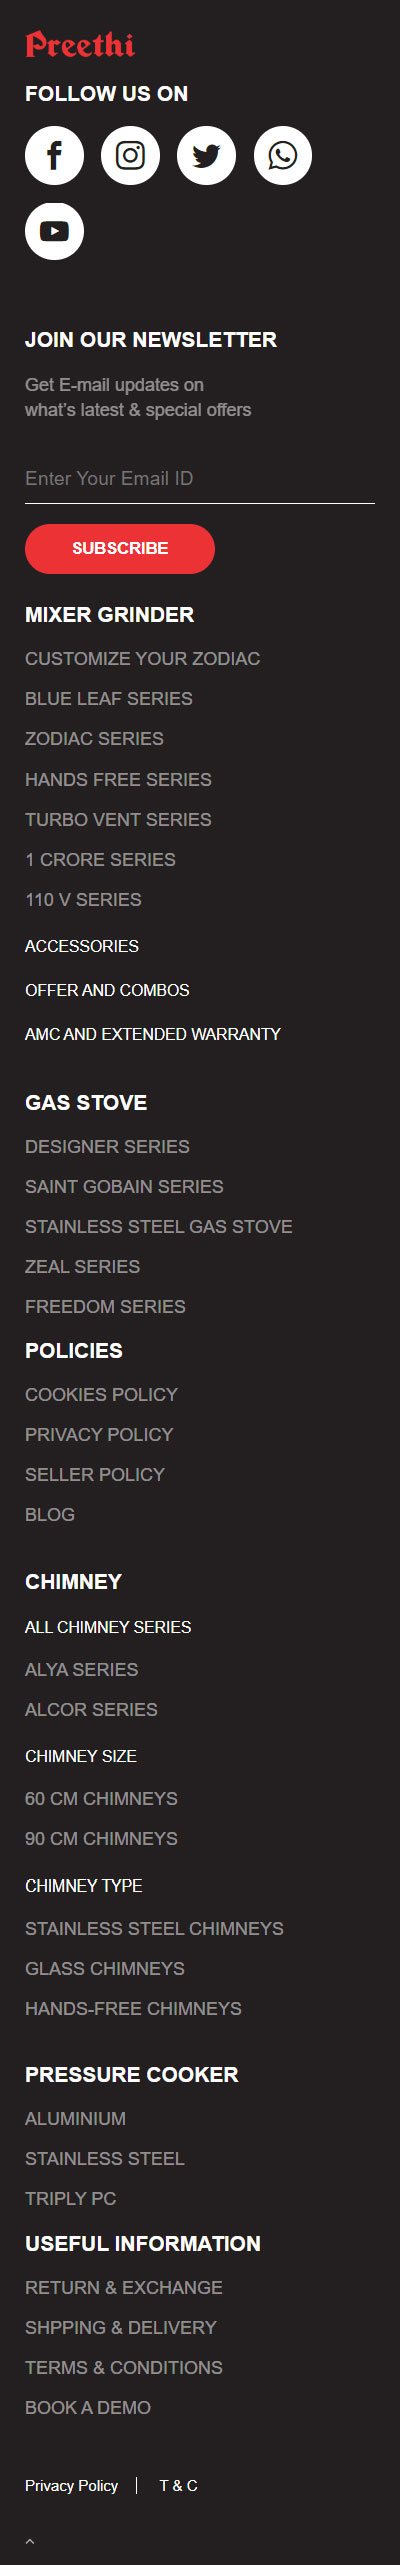 Preethi
FOLLOW US ON
JOIN OUR NEWSLETTER
Get E-mail updates on
what's latest & special offers
Enter Your Email ID
SUBSCRIBE
MIXER GRINDER
CUSTOMIZE YOUR ZODIAC
BLUE LEAF SERIES
ZODIAC SERIES
HANDS FREE SERIES
TURBO VENT SERIES
1 CRORE SERIES
110 V SERIES
ACCESSORIES
OFFER AND COMBOS
AMC AND EXTENDED WARRANTY
GAS STOVE
DESIGNER SERIES
SAINT GOBAIN SERIES
STAINLESS STEEL GAS STOVE
ZEAL SERIES
FREEDOM SERIES
POLICIES
COOKIES POLICY
PRIVACY POLICY
SELLER POLICY
BLOG
CHIMNEY
ALL CHIMNEY SERIES
ALYA SERIES
ALCOR SERIES
CHIMNEY SIZE
60 CM CHIMNEYS
90 CM CHIMNEYS
CHIMNEY TYPE
STAINLESS STEEL CHIMNEYS
GLASS CHIMNEYS
HANDS-FREE CHIMNEYS
PRESSURE COOKER
ALUMINIUM
STAINLESS STEEL
TRIPLY PC
USEFUL INFORMATION
RETURN & EXCHANGE
SHPPING & DELIVERY
TERMS & CONDITIONS
BOOK A DEMO
Privacy Policy | T & C